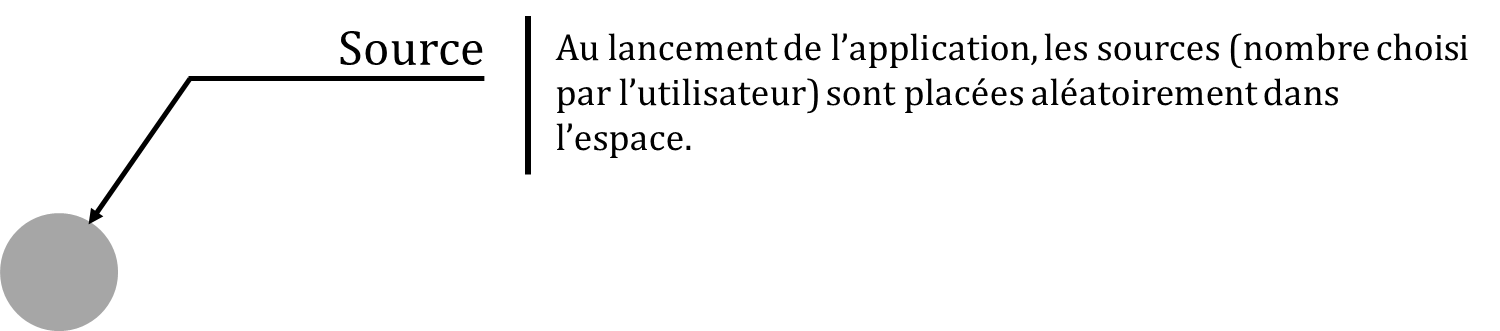 Source
Au lancement de l’application, les sources (nombre choisi
par l’utilisateur) sont placées aléatoirement dans
l’espace.